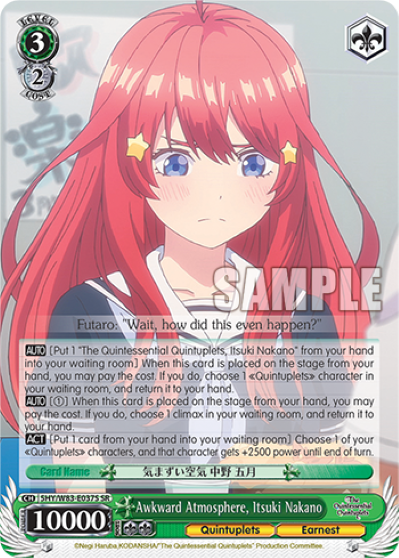 LEVEL
3
2
COST
SAMPLE
Futaro: "Wait, how did this even happen?"
[AUTO] [Put 1 "The Quintessential Quintuplets, Itsuki Nakano" from your hand
into your waiting room] When this card is placed on the stage from your
hand, you may pay the cost. If you do, choose 1 «Quintuplets» character in
your waiting room, and return it to your hand.
[AUTO] [(1)] When this card is placed on the stage from your hand, you may
pay the cost. If you do, choose 1 climax in your waiting room, and return it to
your hand.
[ACT] [Put 1 card from your hand into your waiting room] Choose 1 of your
«Quintuplets» characters, and that character gets +2500 power until end of turn.
Card Name
気まずい空気 中野 五月
CH
5HY/W83-E037S SR
Awkward Atmosphere, Itsuki Nakano
The
Quintessential
Quintuplets
10000
Quintuplets
Earnest
©Negi Haruba,KODANSHA/"The Quintessential Quintuplets" Production Committee